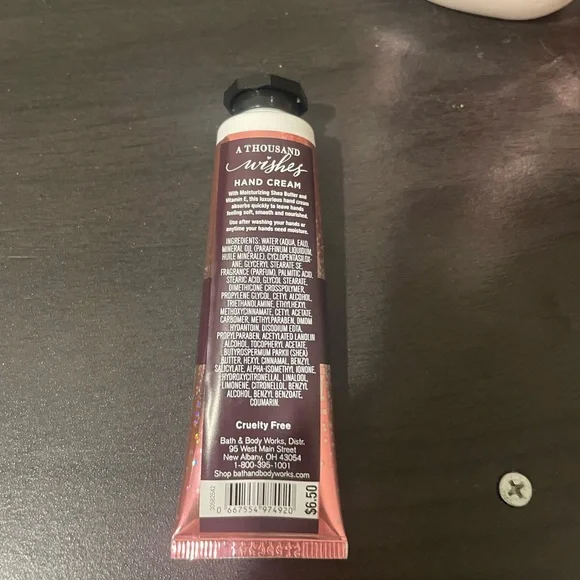 A THOUSAND
wishes
HAND CREAM
With Moisturizing Shea Butter and
Vitamin E, this luxurious hand cream
absorbs quickly to leave hands
feeling soft, smooth and nourished.
Use after washing your hands or
anytime your hands need moisture.
INGREDIENTS: WATER (AQUA, EAU),
MINERAL OIL (PARAFFINUM LIQUIDUM,
HUILE MINÉRALE), CYCLOPENTASILOX-
ANE, GLYCERYL STEARATE SE,
FRAGRANCE (PARFUM), PALMITIC ACID,
STEARIC ACID, GLYCOL STEARATE,
DIMETHICONE CROSSPOLYMER,
PROPYLENE GLYCOL, CETYL ALCOHOL,
TRIETHANOLAMINE, ETHYLHEXYL
METHOXYCINNAMATE, CETYL ACETATE,
CARBOMER, METHYLPARABEN, DMDM
HYDANTOIN, DISODIUM EDTA,
PROPYLPARABEN, ACETYLATED LANOLIN
ALCOHOL, TOCOPHERYL ACETATE,
BUTYROSPERMUM PARKII (SHEA)
BUTTER, HEXYL CINNAMAL, BENZYL
SALICYLATE, ALPHA-ISOMETHYL IONONE,
HYDROXYCITRONELLAL, LINALOOL,
LIMONENE, CITRONELLOL, BENZYL
ALCOHOL, BENZYL BENZOATE,
COUMARIN.
Cruelty Free
Bath & Body Works, Distr.
95 West Main Street
New Albany, OH 43054
1-800-395-1001
Shop bathandbodyworks.com
0 667554 974920
$6.50